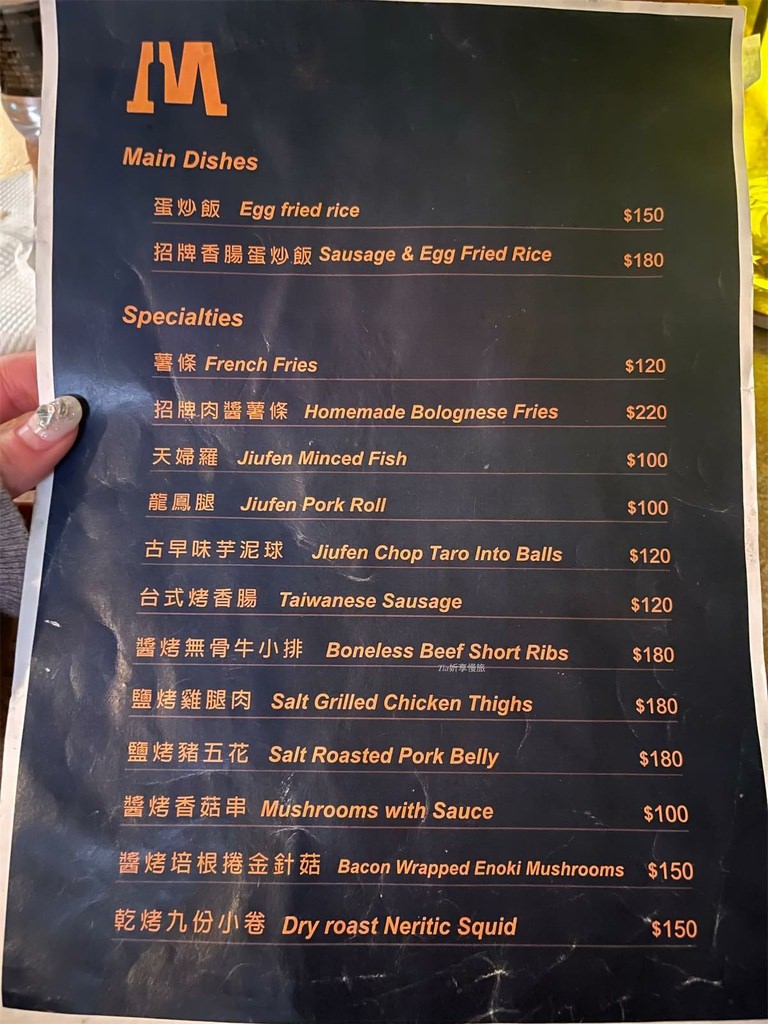 M
Main Dishes
蛋炒飯 Egg fried rice $150
招牌香腸蛋炒飯 Sausage & Egg Fried Rice $180
Specialties
薯條 French Fries $120
招牌肉醬薯條 Homemade Bolognese Fries $220
天婦羅 Jiufen Minced Fish $100
龍鳳腿 Jiufen Pork Roll $100
古早味芋泥球 Jiufen Chop Taro Into Balls $120
台式烤香腸 Taiwanese Sausage $120
醬烤無骨牛小排 Boneless Beef Short Ribs $180
Tia妡享慢旅
鹽烤雞腿肉 Salt Grilled Chicken Thighs $180
鹽烤豬五花 Salt Roasted Pork Belly $180
醬烤香菇串 Mushrooms with Sauce $100
醬烤培根捲金針菇 Bacon Wrapped Enoki Mushrooms $150
乾烤九份小卷 Dry roast Neritic Squid $150